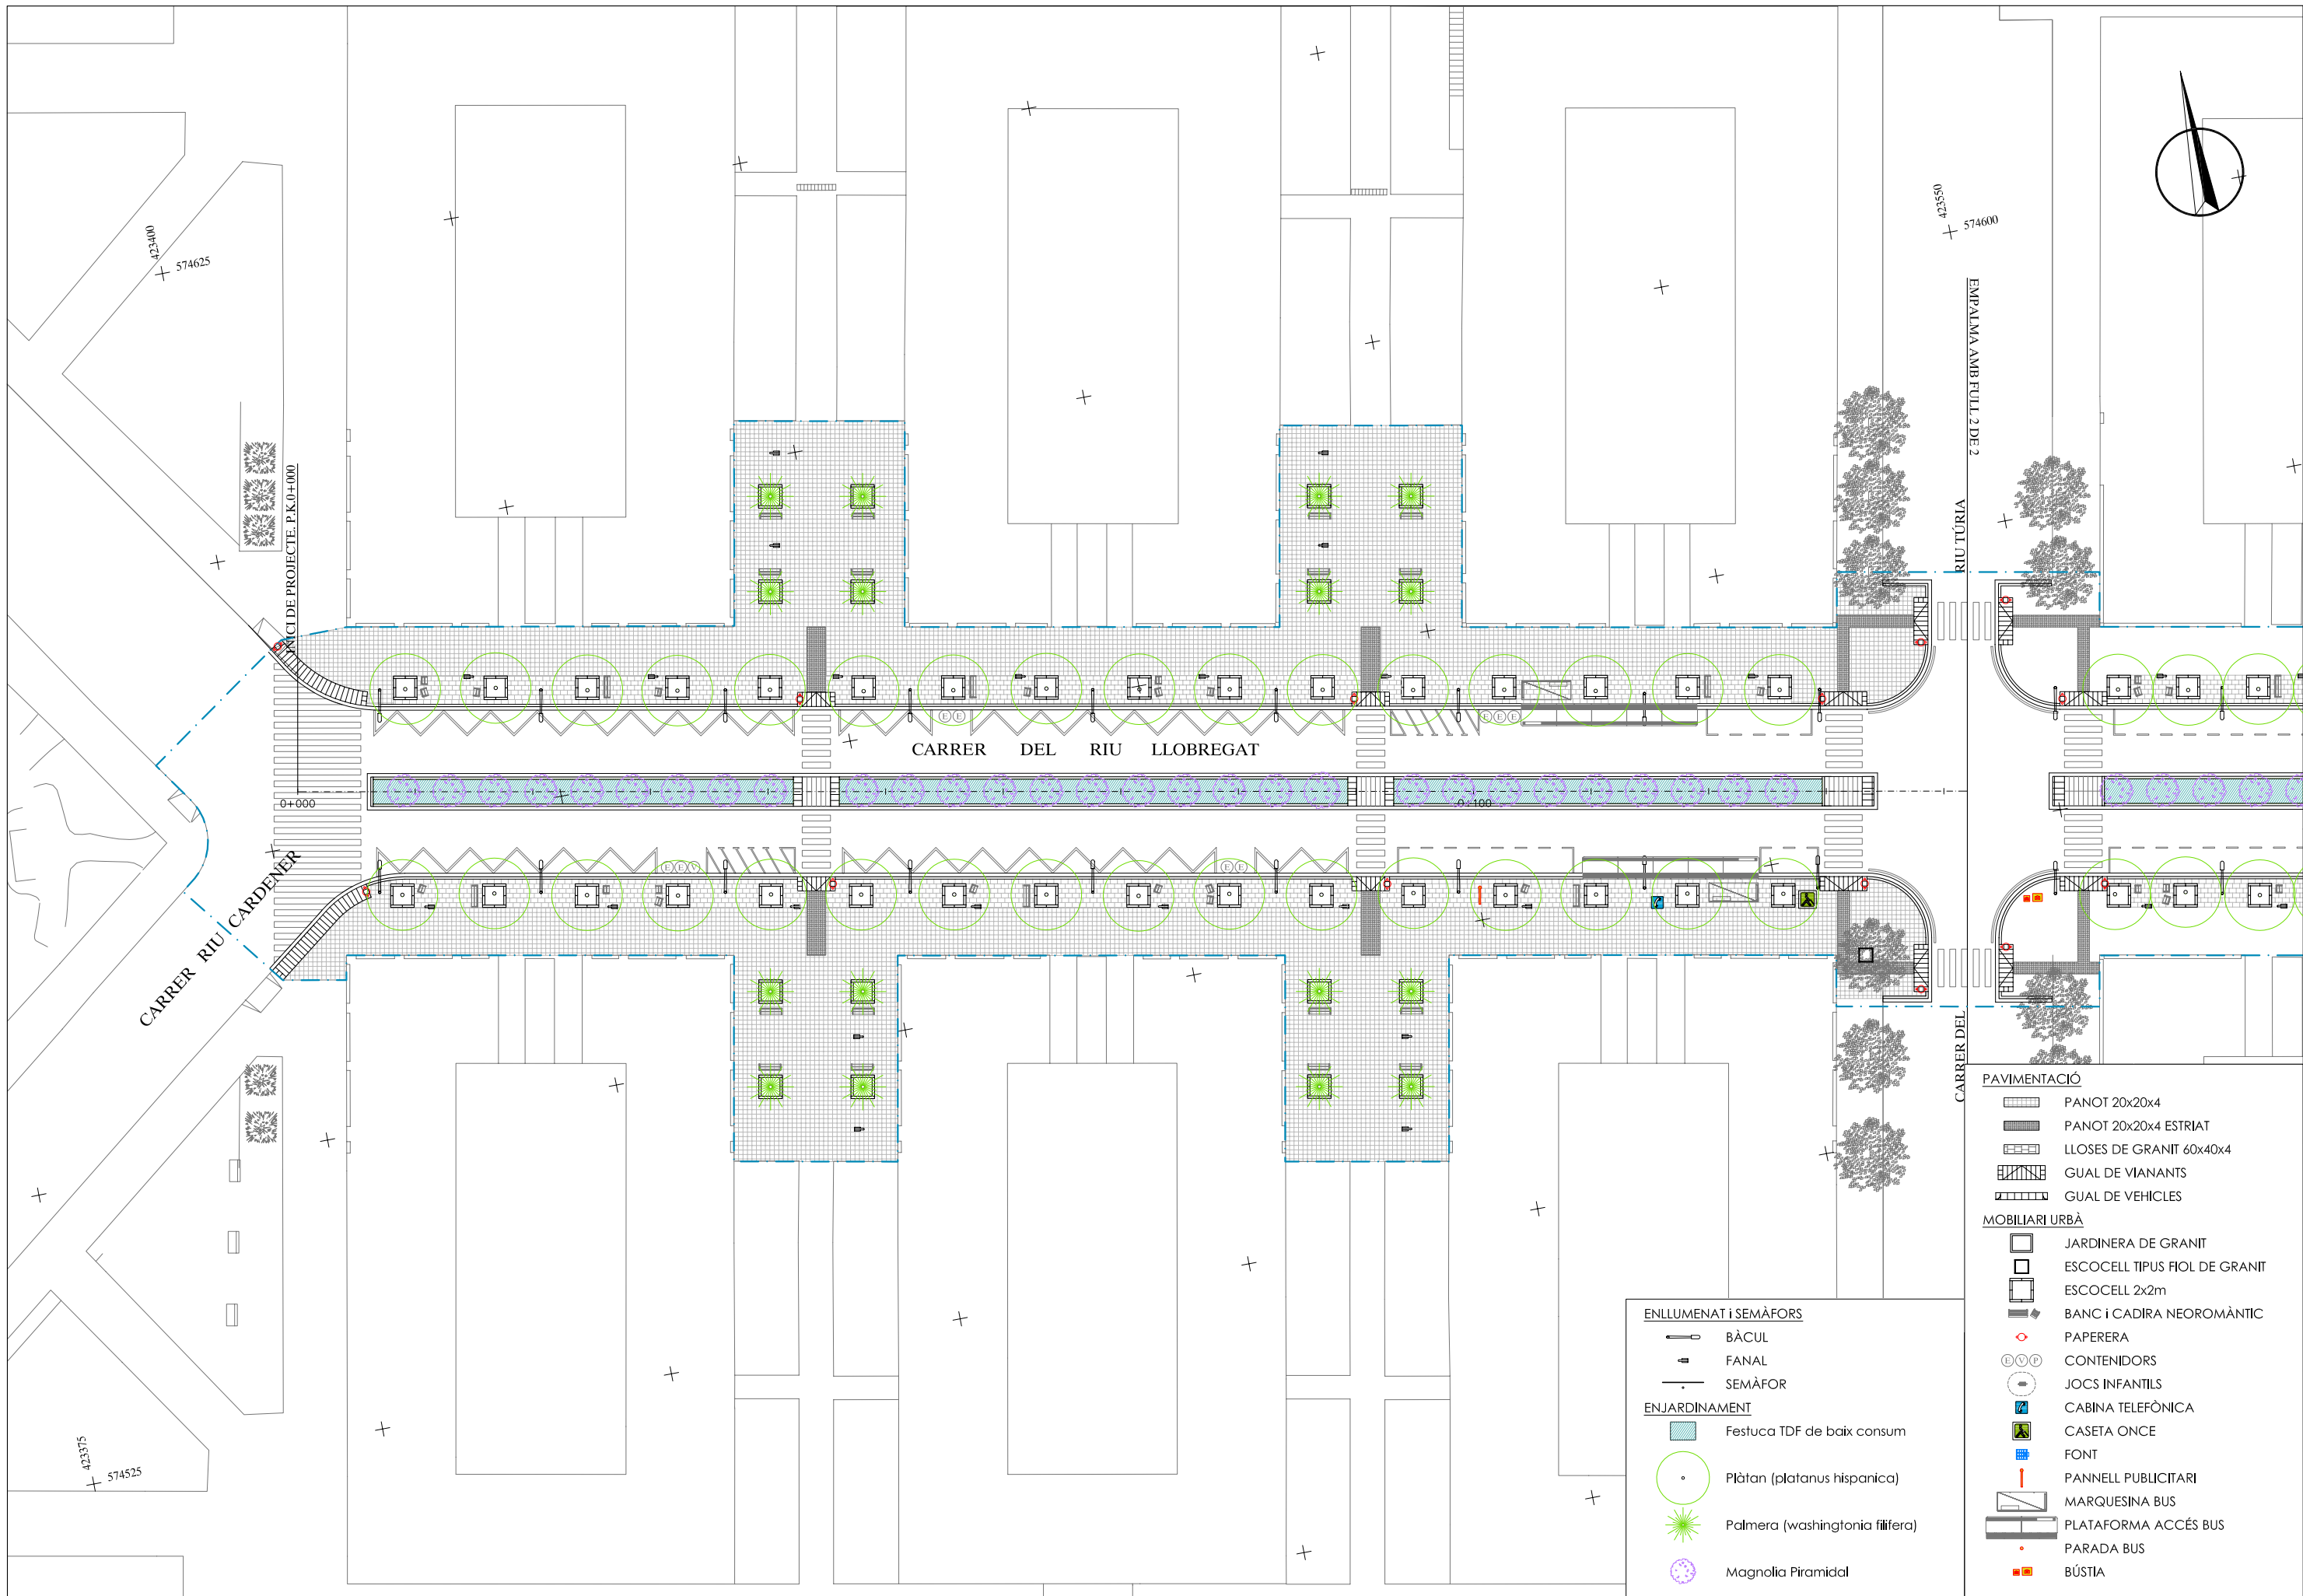 423400
574625
423550
574600
EMPALMA AMB FULL 2 DE 2
INICI DE PROJECTE. P.K.0+000
RIU TÚRIA
E E
E E E
CARRER DEL RIU LLOBREGAT
0+000
0+100
CARRER RIU CARDENER
E E V
E E
CARRER DEL
423375
574525
ENLLUMENAT i SEMÀFORS
BÀCUL
FANAL
SEMÀFOR
ENJARDINAMENT
Festuca TDF de baix consum
Plàtan (platanus hispanica)
Palmera (washingtonia filifera)
Magnolia Piramidal
PAVIMENTACIÓ
PANOT 20x20x4
PANOT 20x20x4 ESTRIAT
LLOSES DE GRANIT 60x40x4
GUAL DE VIANANTS
GUAL DE VEHICLES
MOBILIARI URBÀ
JARDINERA DE GRANIT
ESCOCELL TIPUS FIOL DE GRANIT
ESCOCELL 2x2m
BANC i CADIRA NEOROMÀNTIC
PAPERERA
E V P CONTENIDORS
JOCS INFANTILS
CABINA TELEFÒNICA
CASETA ONCE
FONT
PANNELL PUBLICITARI
MARQUESINA BUS
PLATAFORMA ACCÉS BUS
PARADA BUS
BÚSTIA